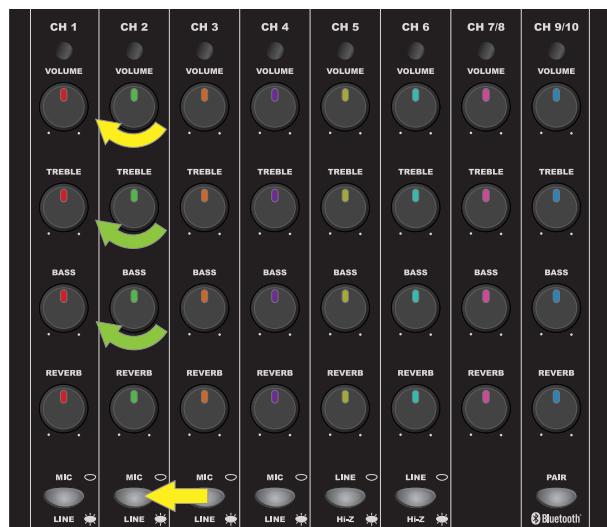 CH 1 CH 2 CH 3 CH 4 CH 5 CH 6 CH 7/8 CH 9/10
VOLUME VOLUME VOLUME VOLUME VOLUME VOLUME VOLUME VOLUME
TREBLE TREBLE TREBLE TREBLE TREBLE TREBLE TREBLE TREBLE
BASS BASS BASS BASS BASS BASS BASS BASS
REVERB REVERB REVERB REVERB REVERB REVERB REVERB REVERB
MIC MIC MIC MIC LINE LINE PAIR
LINE LINE LINE LINE Hi-Z Hi-Z Bluetooth